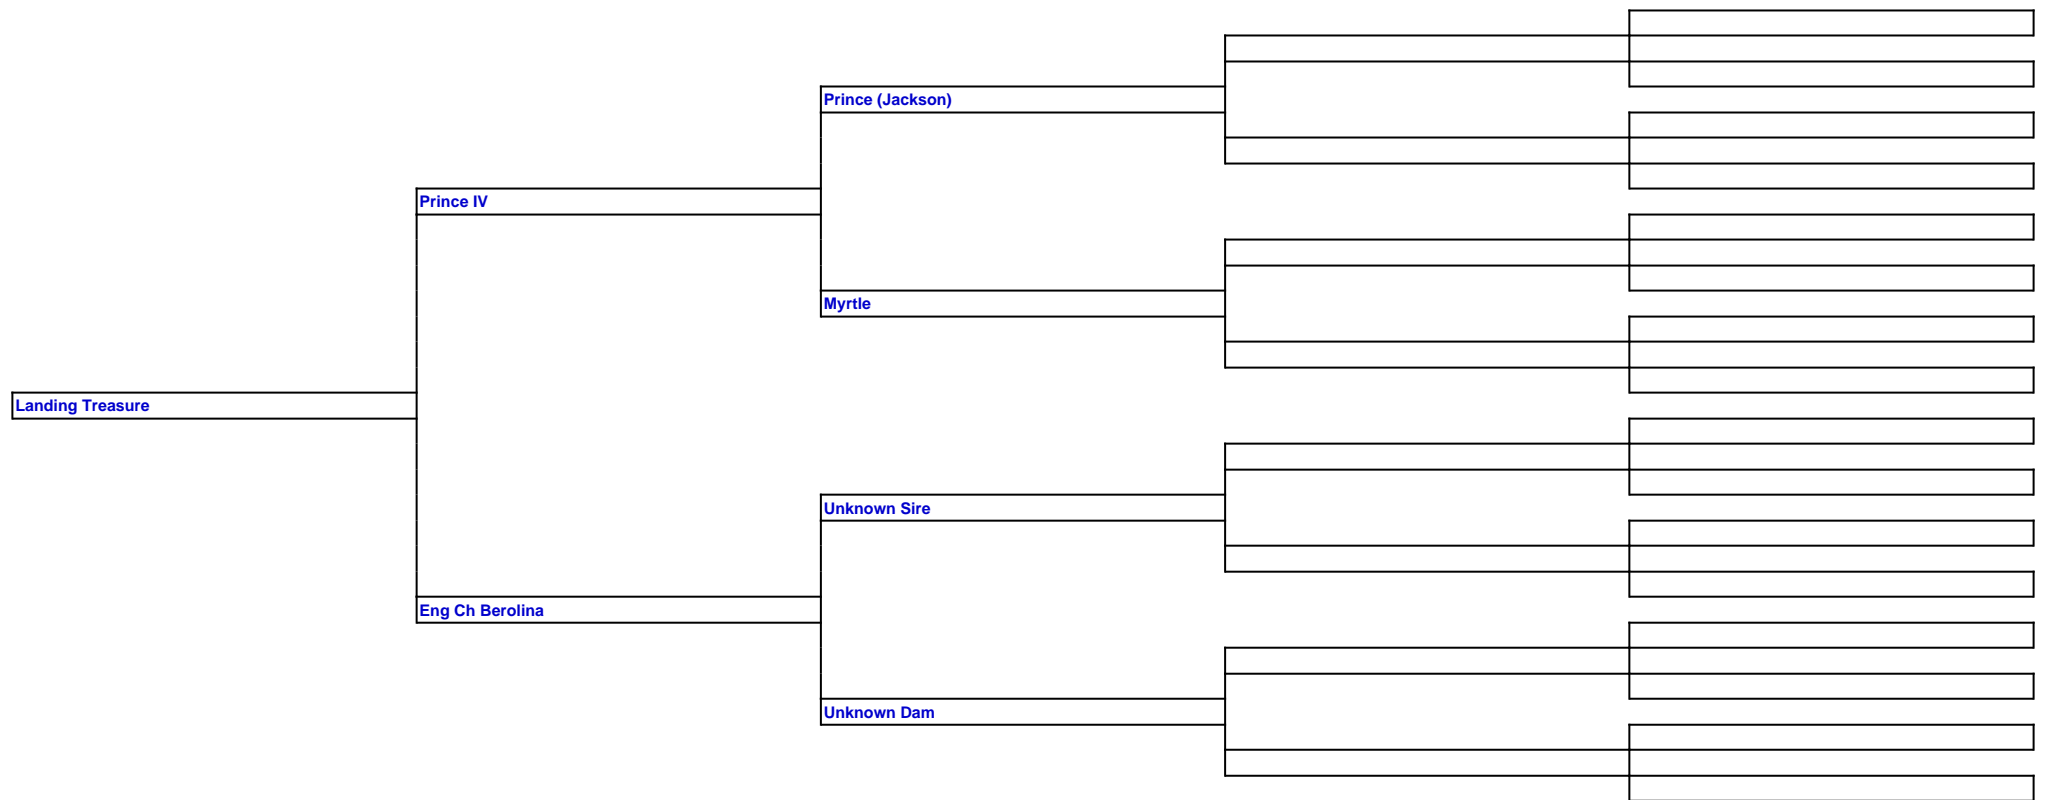 Prince (Jackson)
Prince IV
Myrtle
Landing Treasure
Unknown Sire
Eng Ch Berolina
Unknown Dam